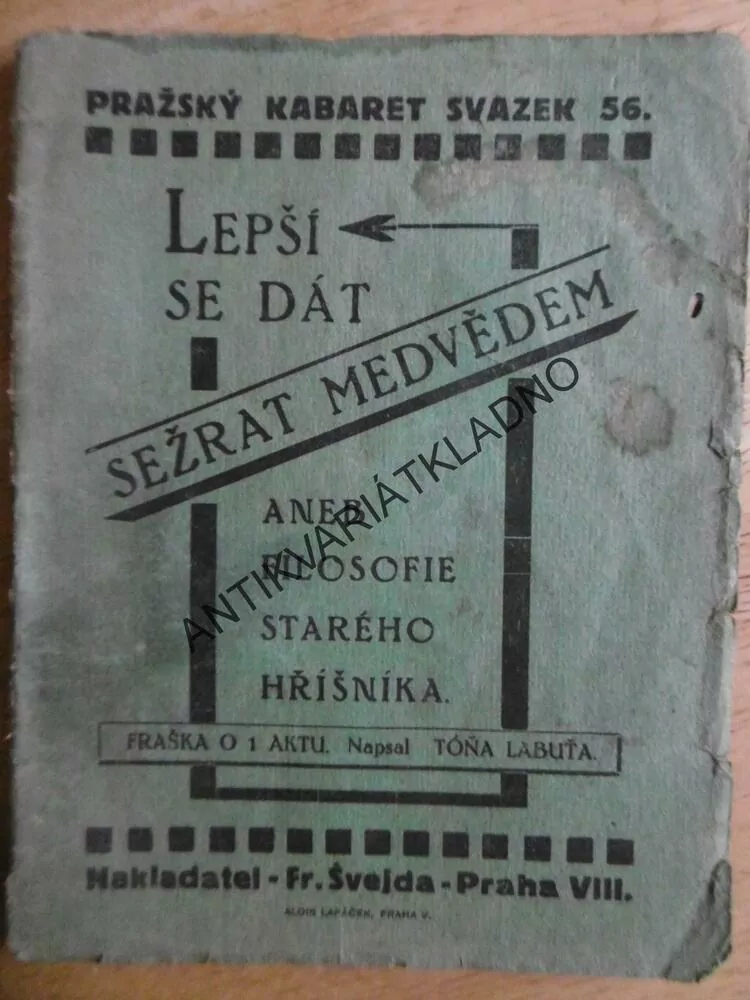 PRAŽSKÝ KABARET SVAZEK 56.
LEPŠÍ
SE DÁT
SEŽRAT MEDVĚDEM
ANEB
FILOSOFIE
STARÉHO
HŘÍŠNÍKA.
FRAŠKA O 1 AKTU. Napsal TÓŇA LABUŤA.
Nakladatel - Fr. Švejda - Praha VIII.
ALOIS LAPÁČEK, PRAHA V.
ANTIKVARIÁTKLADNO